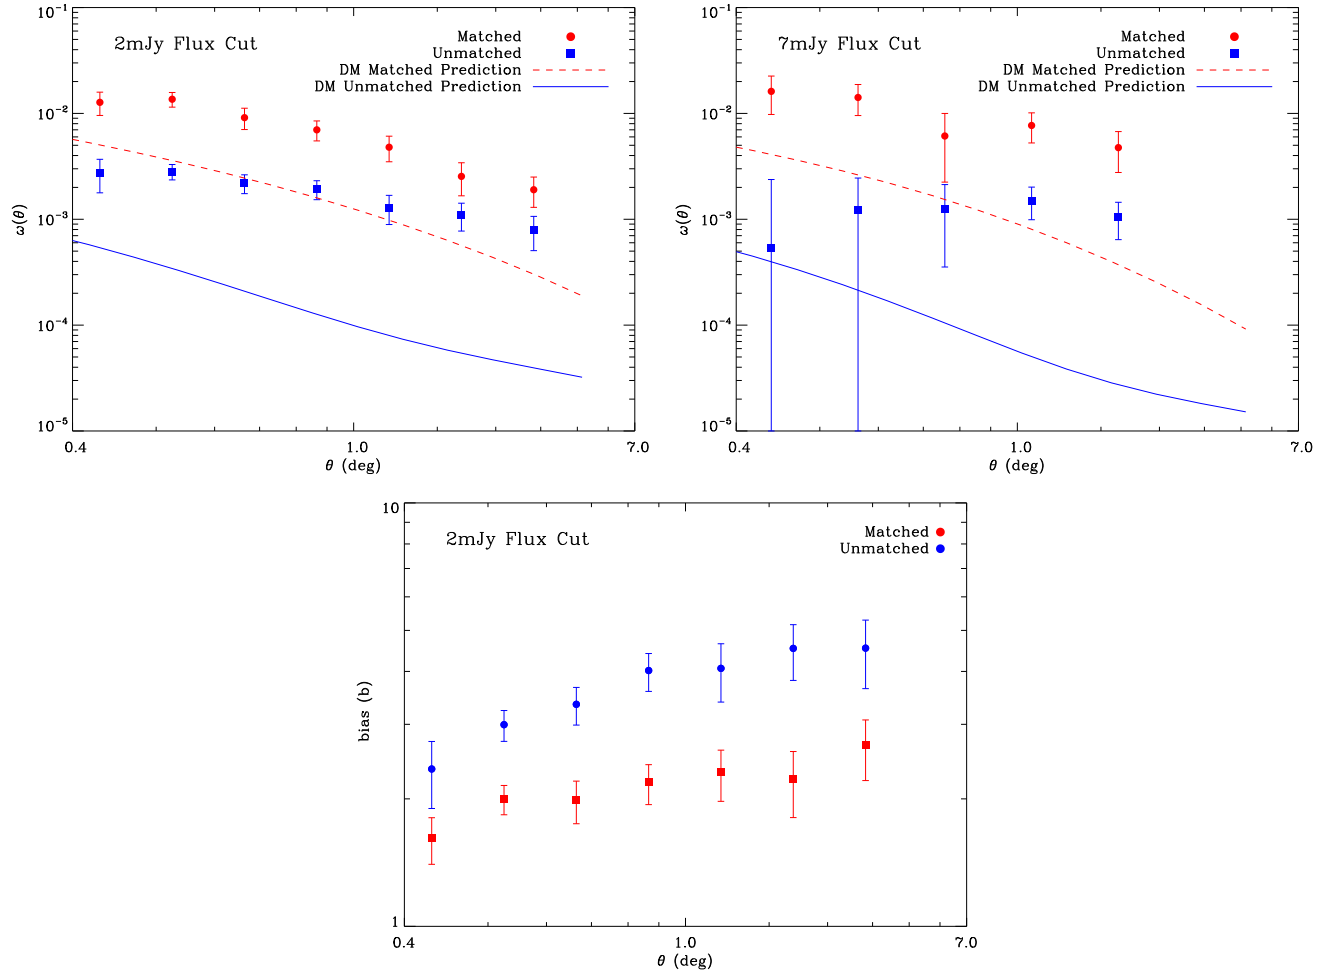 2mJy Flux Cut
Matched
Unmatched
DM Matched Prediction
DM Unmatched Prediction
10⁻¹
10⁻²
10⁻³
10⁻⁴
10⁻⁵
ω(θ)
0.4
1.0
7.0
θ (deg)
7mJy Flux Cut
Matched
Unmatched
DM Matched Prediction
DM Unmatched Prediction
10⁻¹
10⁻²
10⁻³
10⁻⁴
10⁻⁵
ω(θ)
0.4
1.0
7.0
θ (deg)
2mJy Flux Cut
Matched
Unmatched
10
1
bias (b)
0.4
1.0
7.0
θ (deg)